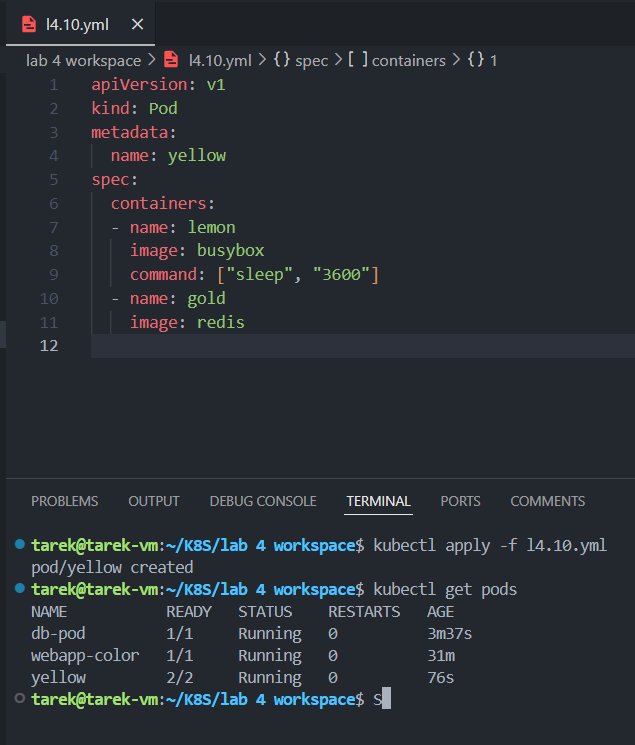 l4.10.yml
lab 4 workspace > l4.10.yml > {} spec > [ ] containers > {} 1
1 apiVersion: v1
2 kind: Pod
3 metadata:
4   name: yellow
5 spec:
6   containers:
7   - name: lemon
8     image: busybox
9     command: ["sleep", "3600"]
10   - name: gold
11     image: redis
12
PROBLEMS OUTPUT DEBUG CONSOLE TERMINAL PORTS COMMENTS
tarek@tarek-vm:~/K8S/lab 4 workspace$ kubectl apply -f l4.10.yml
pod/yellow created
tarek@tarek-vm:~/K8S/lab 4 workspace$ kubectl get pods
NAME READY STATUS RESTARTS AGE
db-pod 1/1 Running 0 3m37s
webapp-color 1/1 Running 0 31m
yellow 2/2 Running 0 76s
tarek@tarek-vm:~/K8S/lab 4 workspace$ S